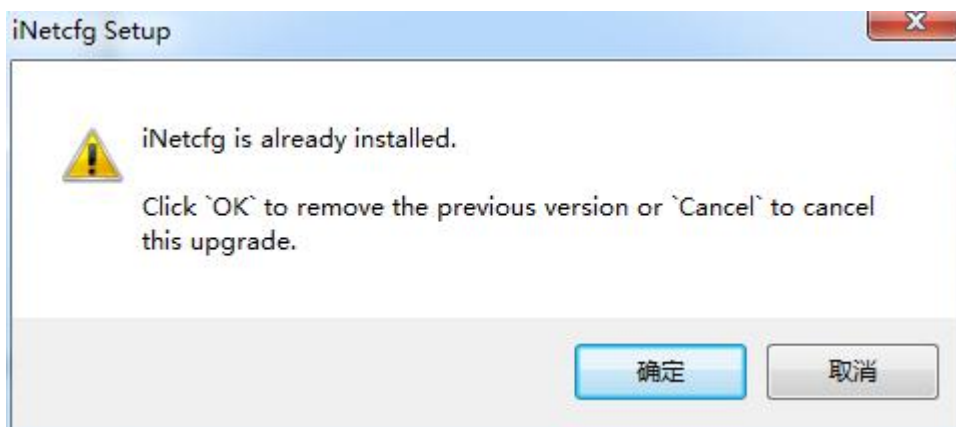 iNetcfg Setup
iNetcfg is already installed.
Click `OK` to remove the previous version or `Cancel` to cancel
this upgrade.
确定
取消